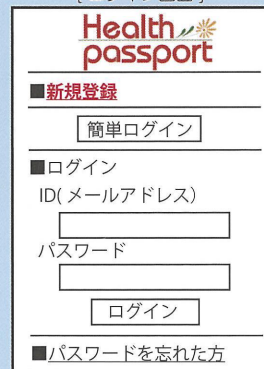 Health
passport
■新規登録
簡単ログイン
■ログイン
ID(メールアドレス)
パスワード
ログイン
■パスワードを忘れた方